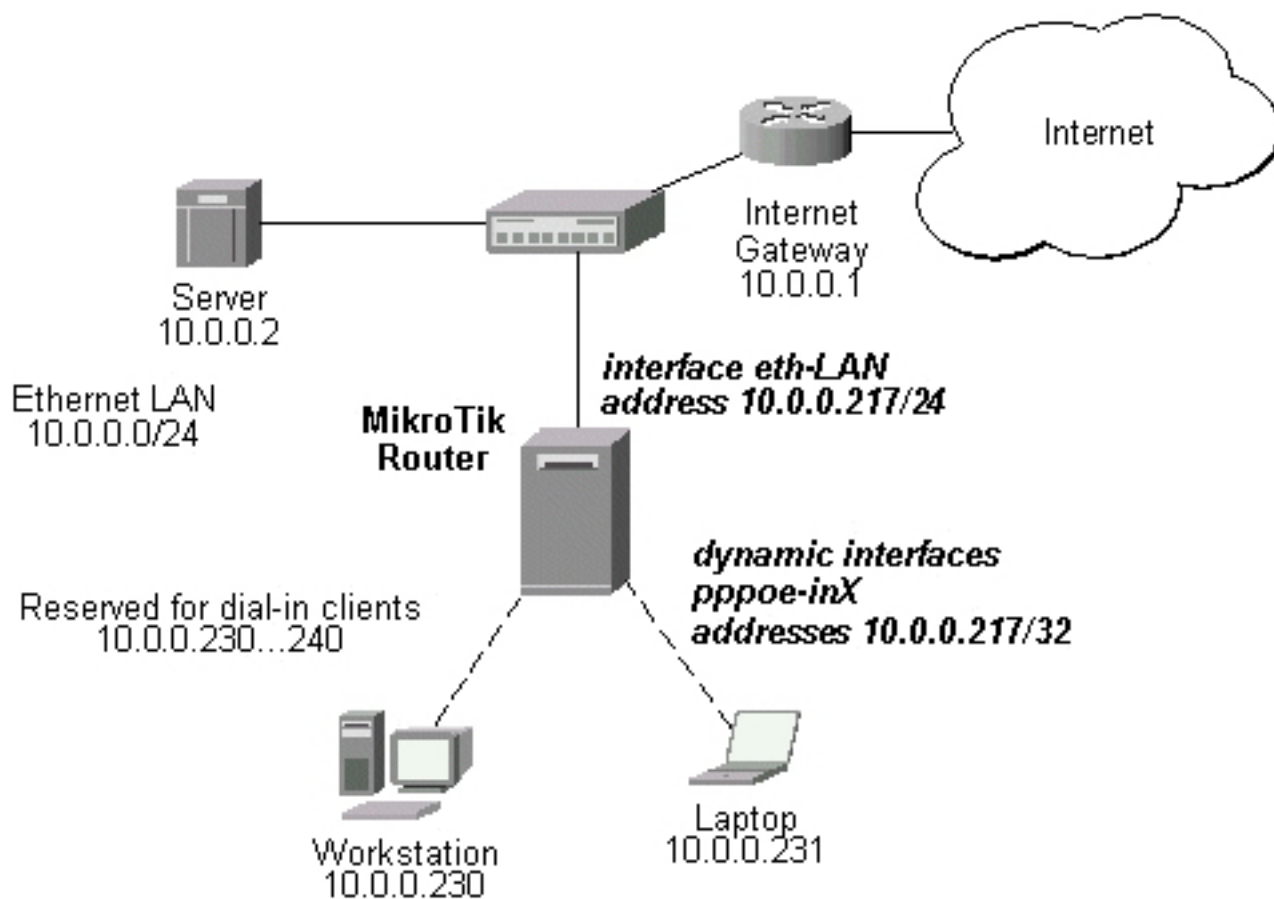 Internet
Internet
Gateway
10.0.0.1
Server
10.0.0.2
Ethernet LAN
10.0.0.0/24
interface eth-LAN
address 10.0.0.217/24
MikroTik
Router
dynamic interfaces
pppoe-inX
addresses 10.0.0.217/32
Reserved for dial-in clients
10.0.0.230...240
Workstation
10.0.0.230
Laptop
10.0.0.231